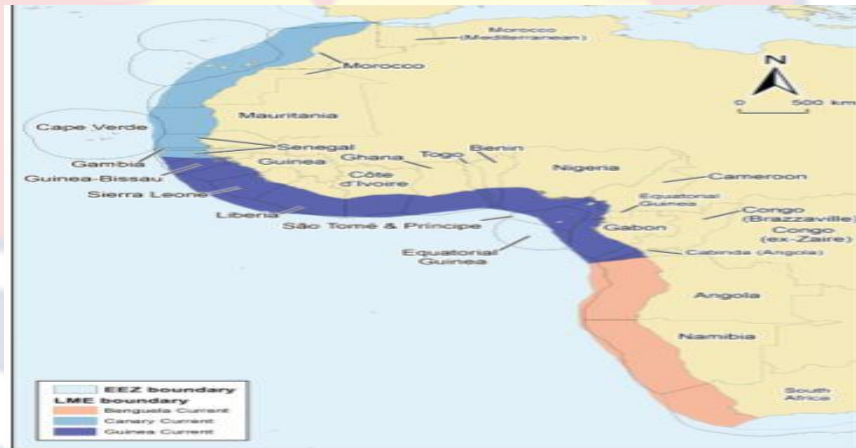 Morocco
(Mediterranean)
Morocco
N
0 500 km
Mauritania
Cape Verde
Senegal
Gambia
Guinea
Ghana
Togo
Benin
Nigeria
Guinea-Bissau
Côte
d'Ivoire
Cameroon
Sierra Leone
Equatorial
Guinea
Liberia
Congo
(Brazzaville)
São Tomé & Príncipe
Gabon
Congo
(ex-Zaire)
Equatorial
Guinea
Cabinda (Angola)
Angola
Namibia
South
Africa
EEZ boundary
LME boundary
Benguela Current
Canary Current
Guinea Current